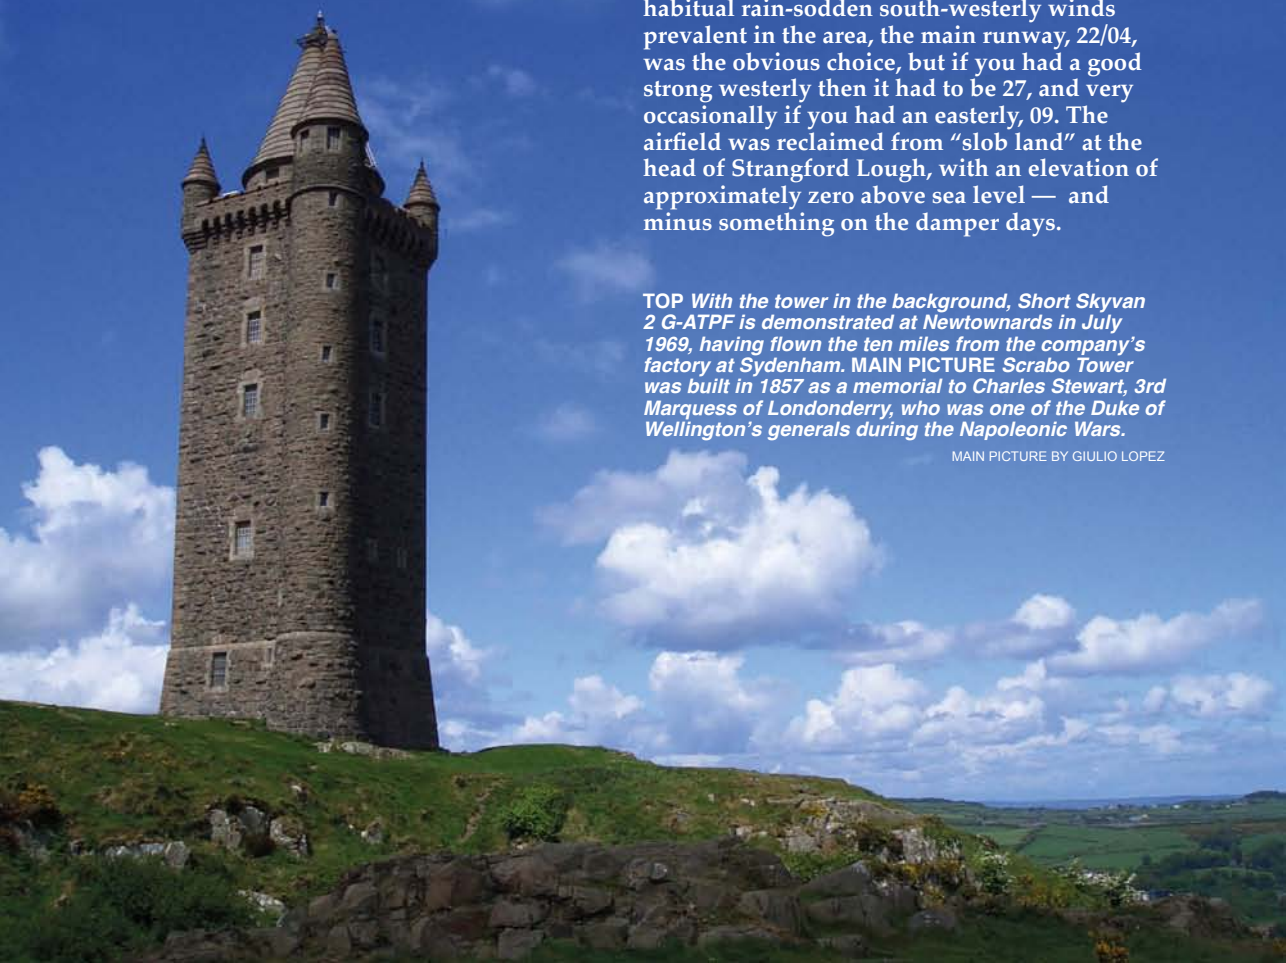 habitual rain-sodden south-westerly winds
prevalent in the area, the main runway, 22/04,
was the obvious choice, but if you had a good
strong westerly then it had to be 27, and very
occasionally if you had an easterly, 09. The
airfield was reclaimed from “slob land” at the
head of Strangford Lough, with an elevation of
approximately zero above sea level — and
minus something on the damper days.
TOP With the tower in the background, Short Skyvan
2 G-ATPF is demonstrated at Newtownards in July
1969, having flown the ten miles from the company’s
factory at Sydenham. MAIN PICTURE Scrabo Tower
was built in 1857 as a memorial to Charles Stewart, 3rd
Marquess of Londonderry, who was one of the Duke of
Wellington’s generals during the Napoleonic Wars.
MAIN PICTURE BY GIULIO LOPEZ